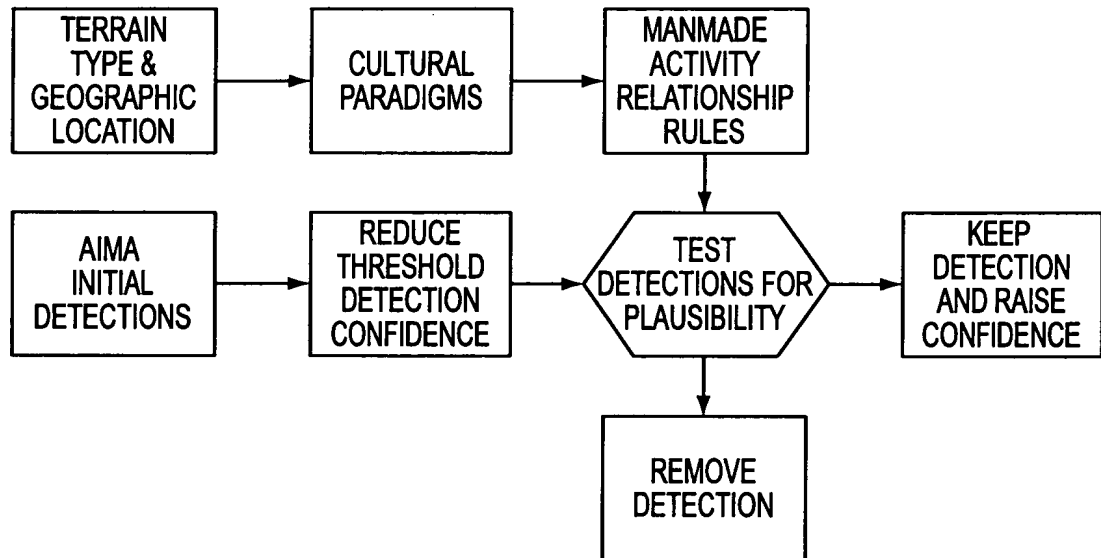 TERRAIN
TYPE &
GEOGRAPHIC
LOCATION
CULTURAL
PARADIGMS
MANMADE
ACTIVITY
RELATIONSHIP
RULES
AIMA
INITIAL
DETECTIONS
REDUCE
THRESHOLD
DETECTION
CONFIDENCE
TEST
DETECTIONS FOR
PLAUSIBILITY
KEEP
DETECTION
AND RAISE
CONFIDENCE
REMOVE
DETECTION